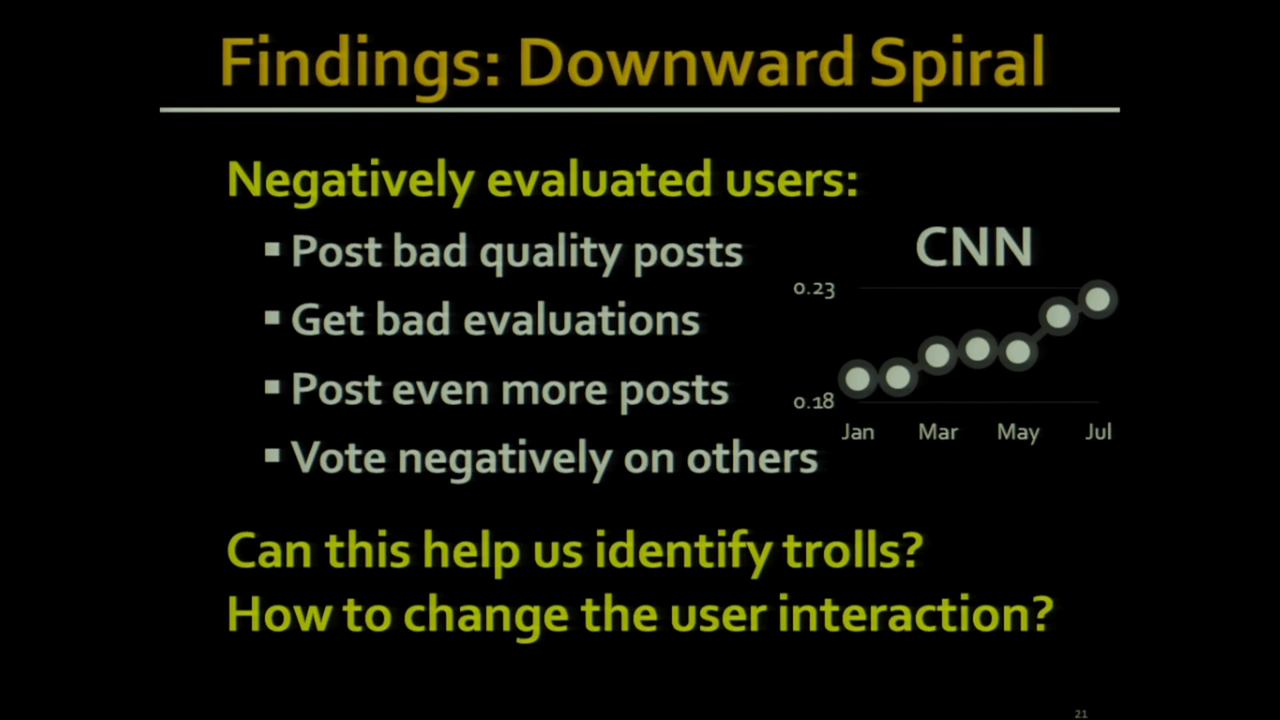 Findings: Downward Spiral
Negatively evaluated users:
▪ Post bad quality posts
▪ Get bad evaluations
▪ Post even more posts
▪ Vote negatively on others
CNN
0.23
0.18
Jan Mar May Jul
Can this help us identify trolls?
How to change the user interaction?
21